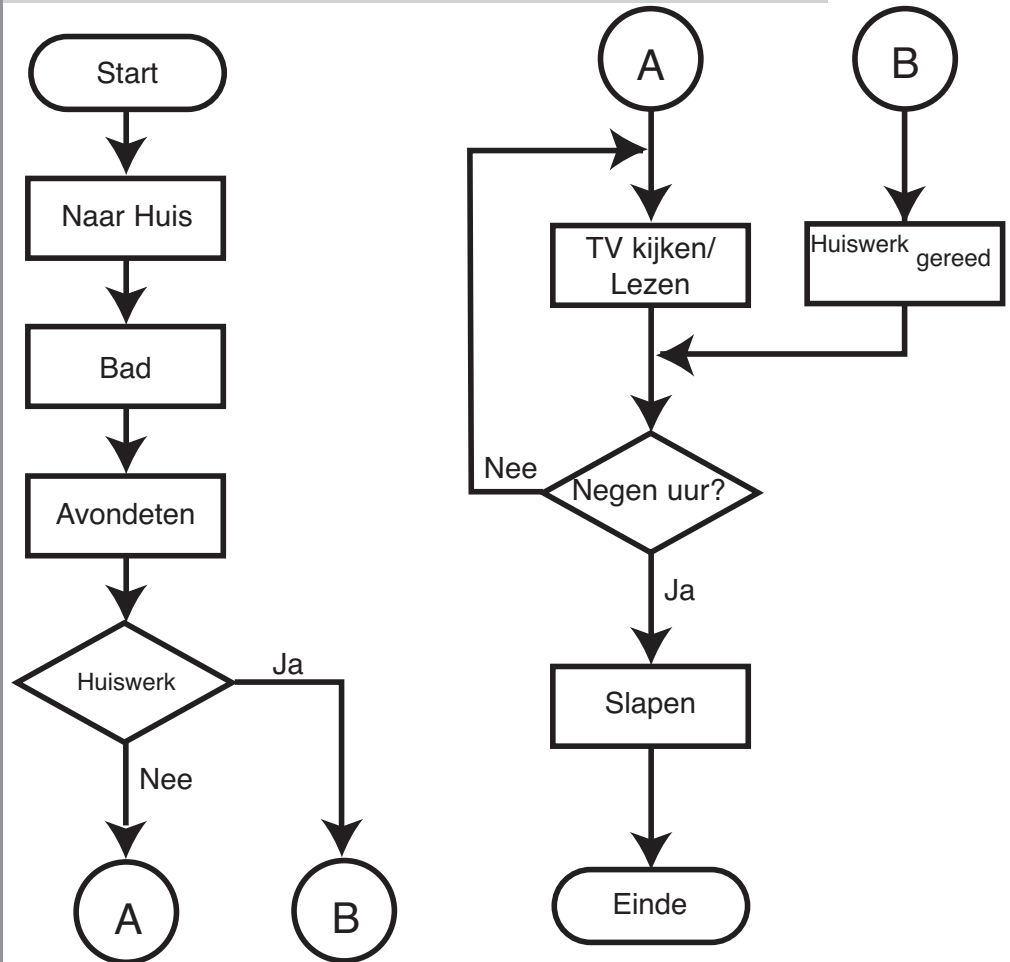 Start
Naar Huis
Bad
Avondeten
Huiswerk
Ja
Nee
A
B
A
B
TV kijken/
Lezen
Huiswerk gereed
Nee
Negen uur?
Ja
Slapen
Einde